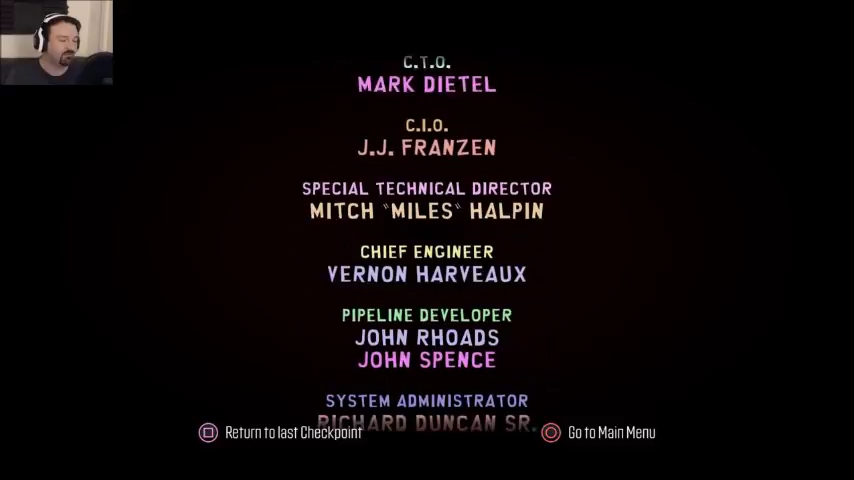 C.T.O.
MARK DIETEL
C.I.O.
J.J. FRANZEN
SPECIAL TECHNICAL DIRECTOR
MITCH "MILES" HALPIN
CHIEF ENGINEER
VERNON HARVEAUX
PIPELINE DEVELOPER
JOHN RHOADS
JOHN SPENCE
SYSTEM ADMINISTRATOR
RICHARD DUNCAN SR.
Return to last Checkpoint
Go to Main Menu